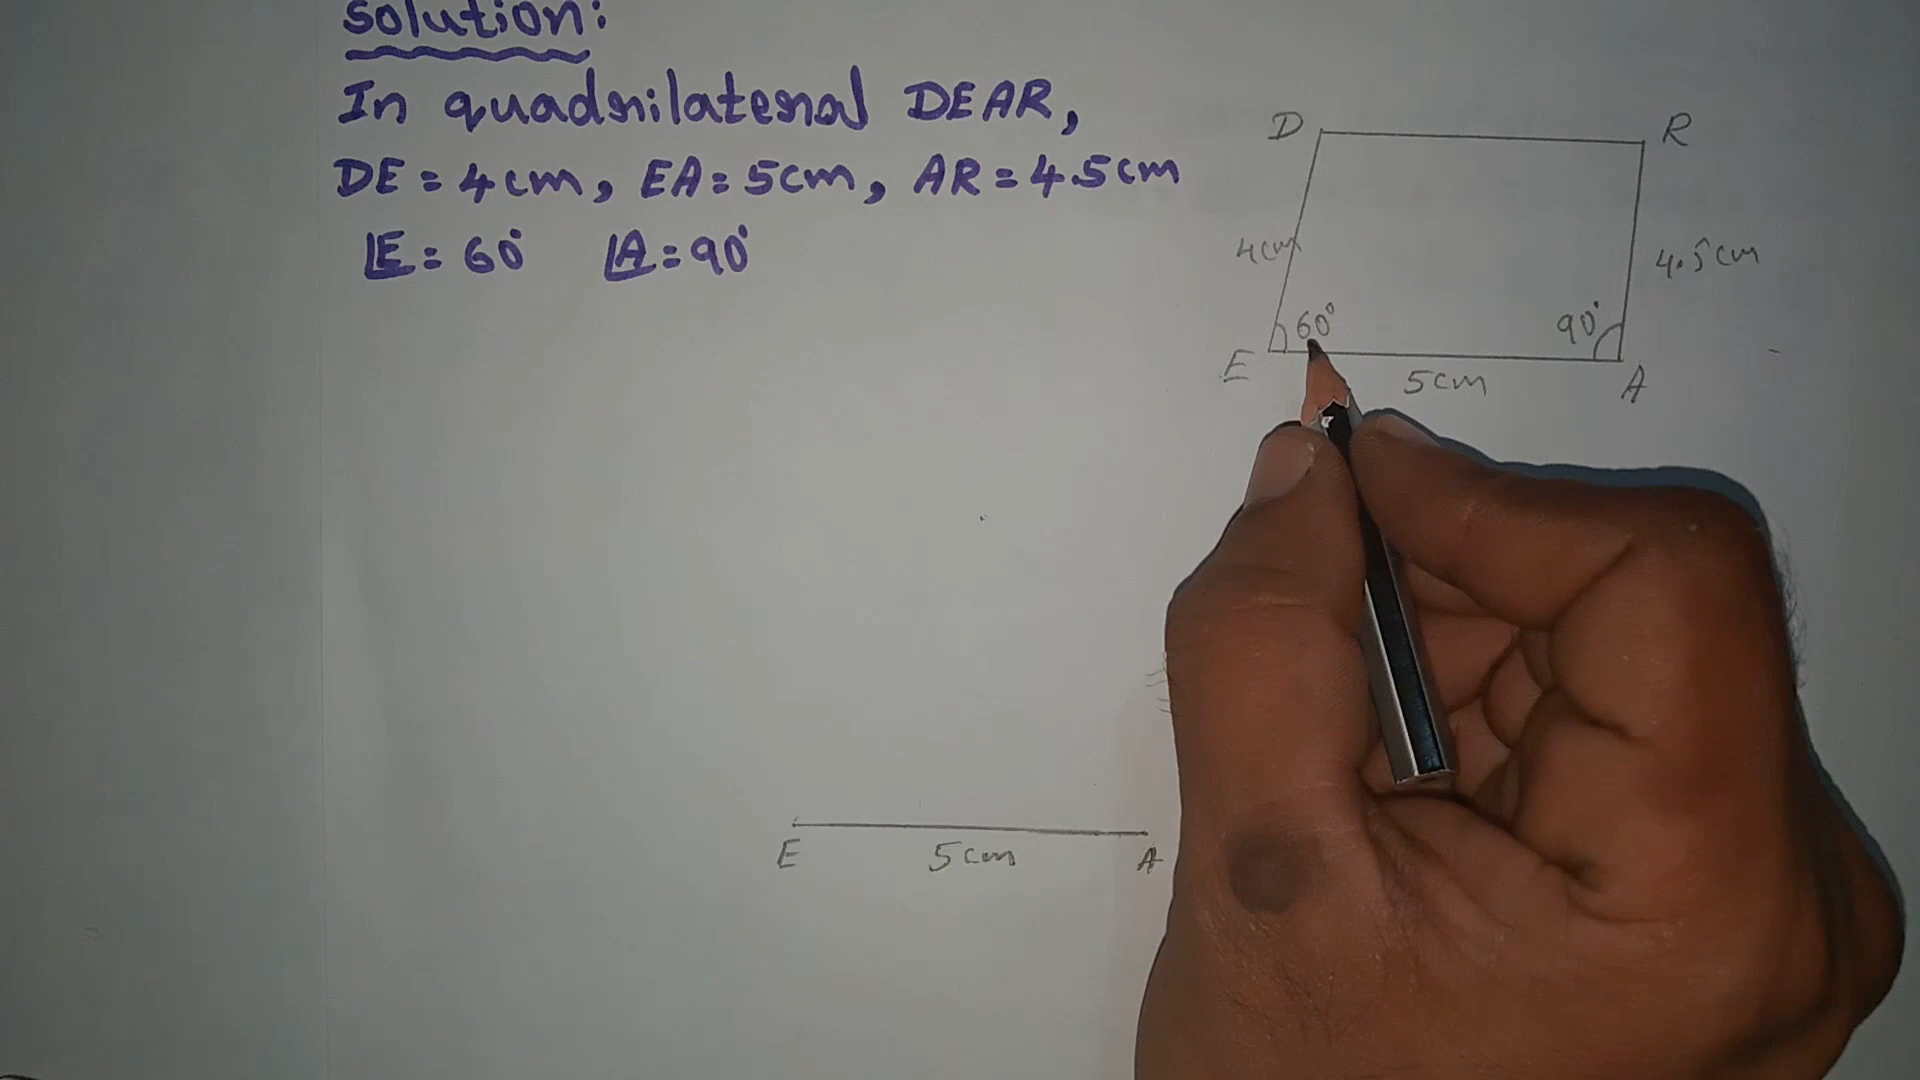 Solution:
In quadrilateral DEAR,
DE = 4cm, EA = 5cm, AR = 4.5cm
∠E = 60° ∠A = 90°
D R
4cm 4.5cm
60° 90°
E 5cm A
E 5cm A